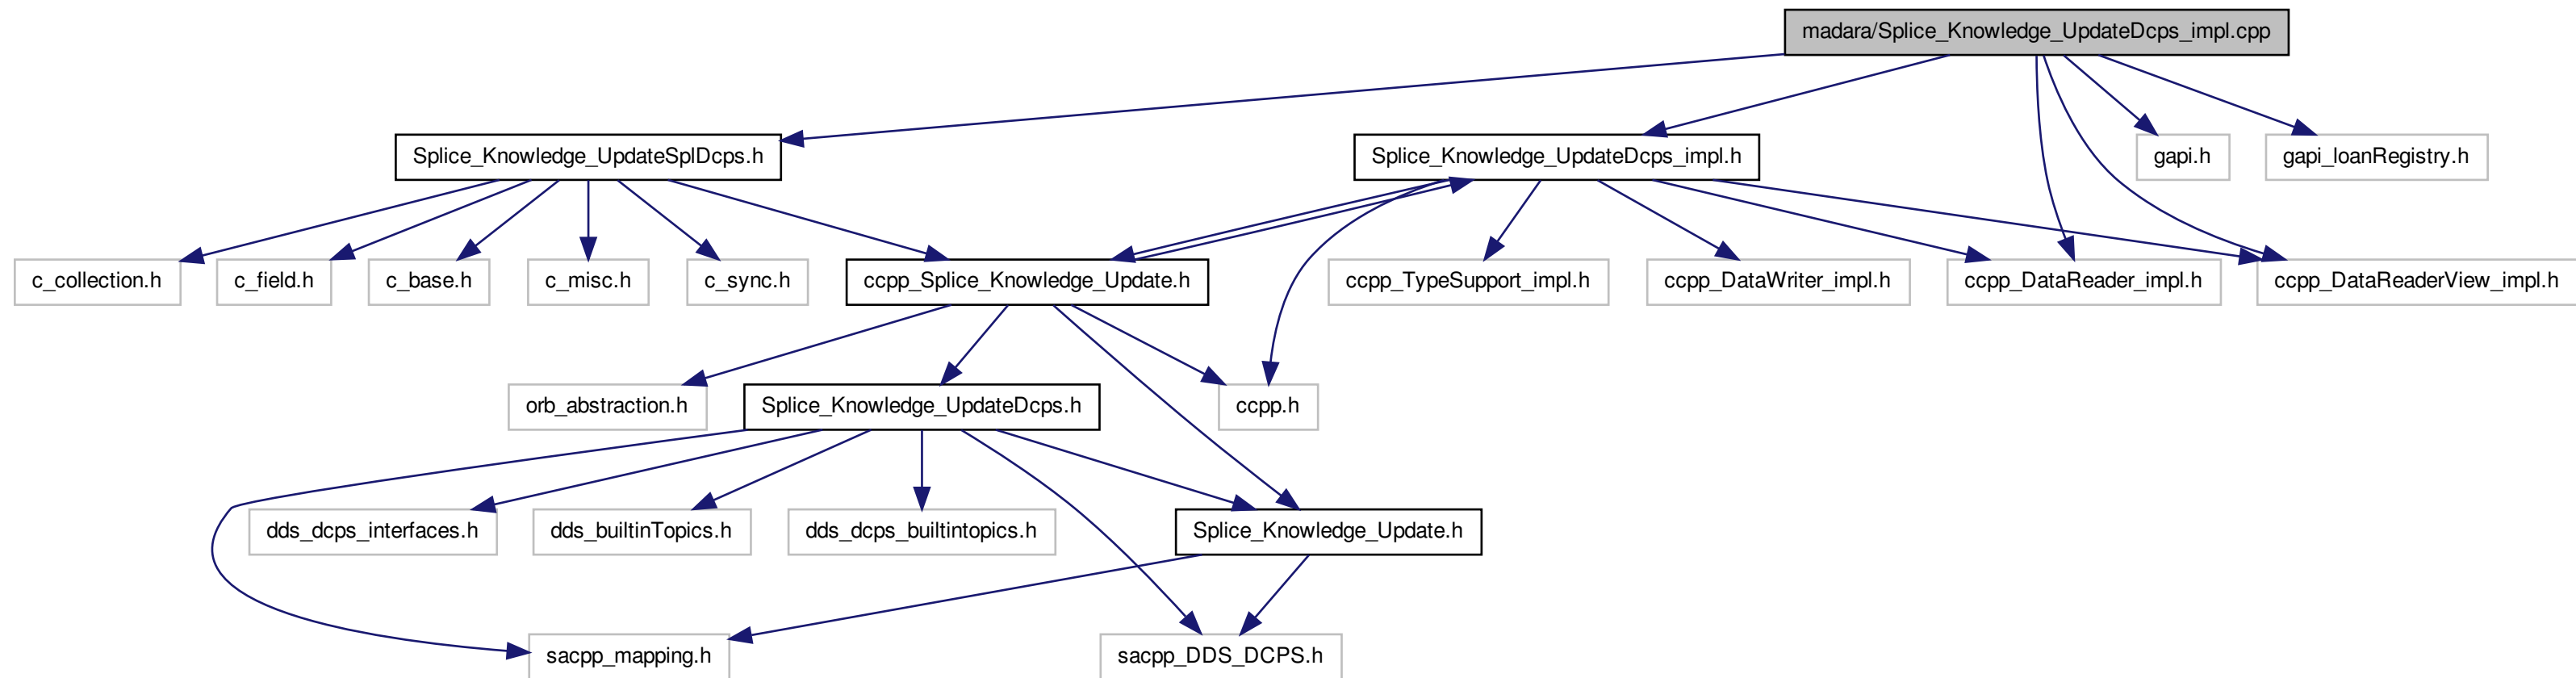 madara/Splice_Knowledge_UpdateDcps_impl.cpp
Splice_Knowledge_UpdateSplDcps.h
Splice_Knowledge_UpdateDcps_impl.h
gapi.h
gapi_loanRegistry.h
c_collection.h
c_field.h
c_base.h
c_misc.h
c_sync.h
ccpp_Splice_Knowledge_Update.h
ccpp_TypeSupport_impl.h
ccpp_DataWriter_impl.h
ccpp_DataReader_impl.h
ccpp_DataReaderView_impl.h
orb_abstraction.h
Splice_Knowledge_UpdateDcps.h
ccpp.h
dds_dcps_interfaces.h
dds_builtinTopics.h
dds_dcps_builtintopics.h
Splice_Knowledge_Update.h
sacpp_mapping.h
sacpp_DDS_DCPS.h